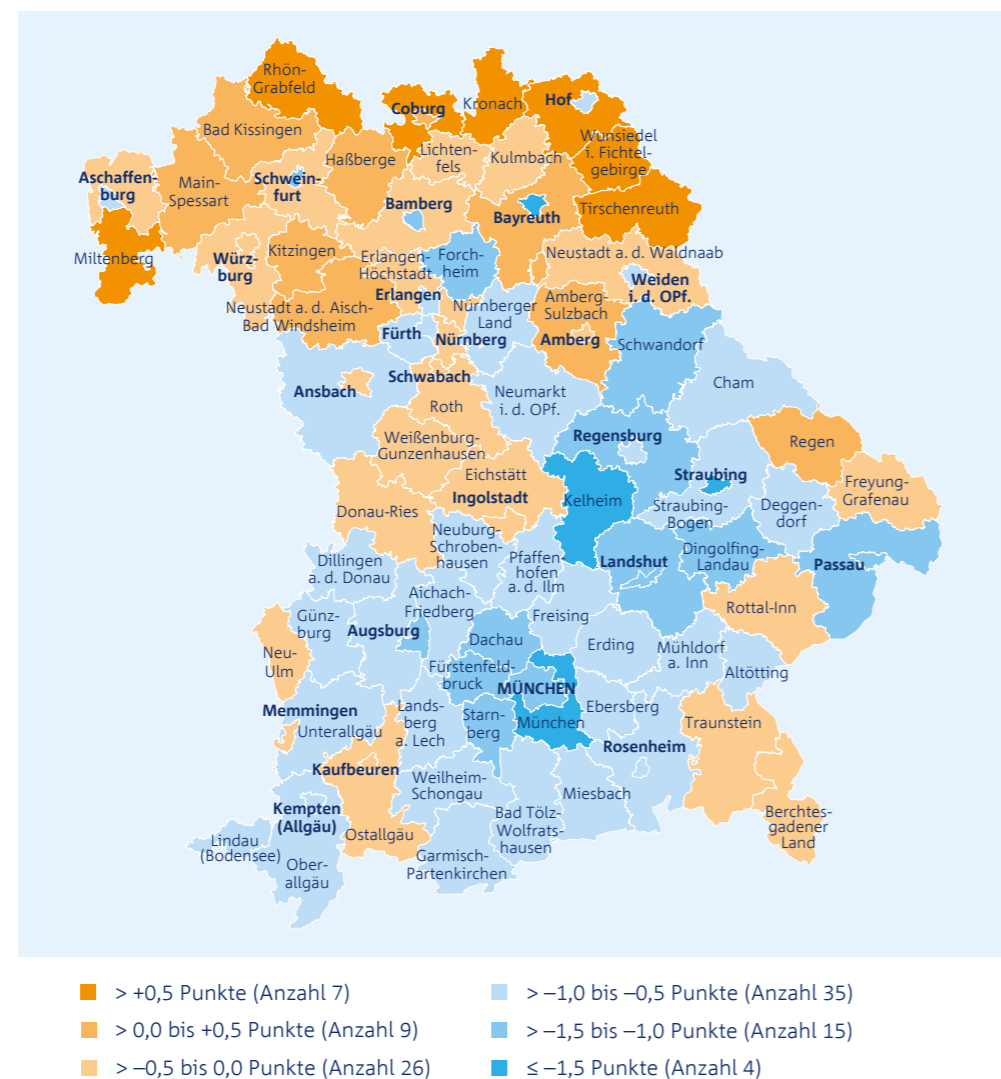 Rhön-
Grabfeld
Coburg
Kronach
Hof
Bad Kissingen
Wunsiedel
i. Fichtel-
gebirge
Lichten-
fels
Kulmbach
Haßberge
Aschaffen-
burg
Main-
Spessart
Schwein-
furt
Bamberg
Bayreuth
Tirschenreuth
Miltenberg
Würz-
burg
Kitzingen
Erlangen-
Höchstadt
Forch-
heim
Neustadt a. d. Waldnaab
Weiden
i. d. OPf.
Erlangen
Neustadt a. d. Aisch-
Bad Windsheim
Nürnberger
Land
Amberg-
Sulzbach
Fürth
Nürnberg
Amberg
Schwandorf
Ansbach
Schwabach
Roth
Neumarkt
i. d. OPf.
Cham
Weißenburg-
Gunzenhausen
Regensburg
Regen
Eichstätt
Ingolstadt
Straubing
Freyung-
Grafenau
Donau-Ries
Kelheim
Straubing-
Bogen
Deggen-
dorf
Neuburg-
Schroben-
hausen
Pfaffen-
hofen
a. d. Ilm
Landshut
Dingolfing-
Landau
Passau
Dillingen
a. d. Donau
Aichach-
Friedberg
Rottal-Inn
Günz-
burg
Augsburg
Freising
Dachau
Erding
Mühldorf
a. Inn
Neu-
Ulm
Fürstenfeld-
bruck
MÜNCHEN
Altötting
Memmingen
Unterallgäu
Lands-
berg
a. Lech
Starn-
berg
München
Ebersberg
Traunstein
Rosenheim
Kaufbeuren
Weilheim-
Schongau
Miesbach
Kempten
(Allgäu)
Ostallgäu
Bad Tölz-
Wolfrats-
hausen
Berchtes-
gadener
Land
Lindau
(Bodensee)
Ober-
allgäu
Garmisch-
Partenkirchen
> +0,5 Punkte (Anzahl 7)
> 0,0 bis +0,5 Punkte (Anzahl 9)
> –0,5 bis 0,0 Punkte (Anzahl 26)
> –1,0 bis –0,5 Punkte (Anzahl 35)
> –1,5 bis –1,0 Punkte (Anzahl 15)
≤ –1,5 Punkte (Anzahl 4)